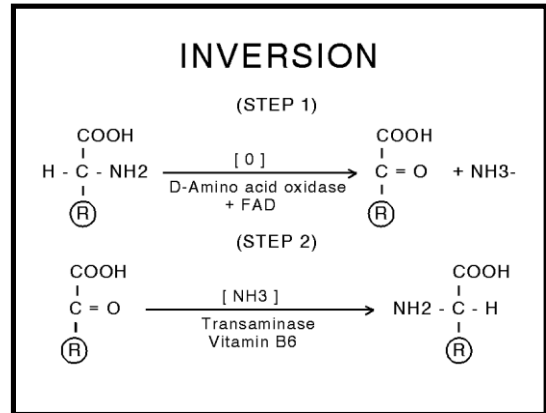 INVERSION
(STEP 1)
COOH
H - C - NH2
R
[ O ]
D-Amino acid oxidase
+ FAD
COOH
C = O + NH3-
R
(STEP 2)
COOH
C = O
R
[ NH3 ]
Transaminase
Vitamin B6
COOH
NH2 - C - H
R